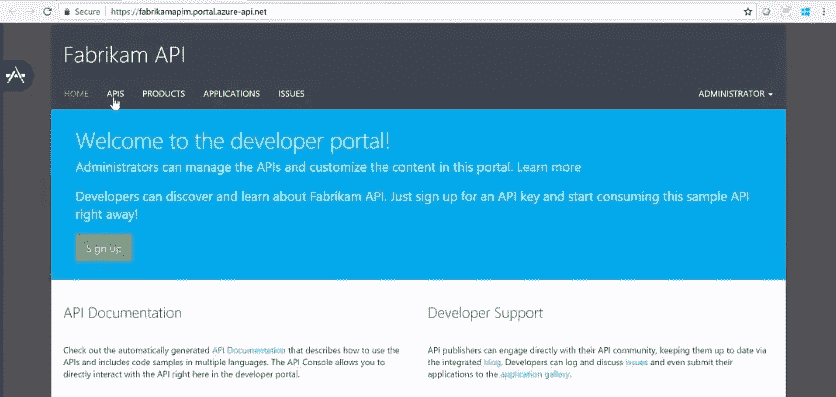 Secure https://fabrikamapim.portal.azure-api.net
Fabrikam API
HOME APIS PRODUCTS APPLICATIONS ISSUES ADMINISTRATOR
Welcome to the developer portal!
Administrators can manage the APIs and customize the content in this portal. Learn more
Developers can discover and learn about Fabrikam API. Just sign up for an API key and start consuming this sample API
right away!
Sign up
API Documentation
Check out the automatically generated API Documentation that describes how to use the
APIs and includes code samples in multiple languages. The API Console allows you to
directly interact with the API right here in the developer portal.
Developer Support
API publishers can engage directly with their API community, keeping them up to date via
the integrated blog. Developers can log and discuss issues and even submit their
applications to the application gallery.